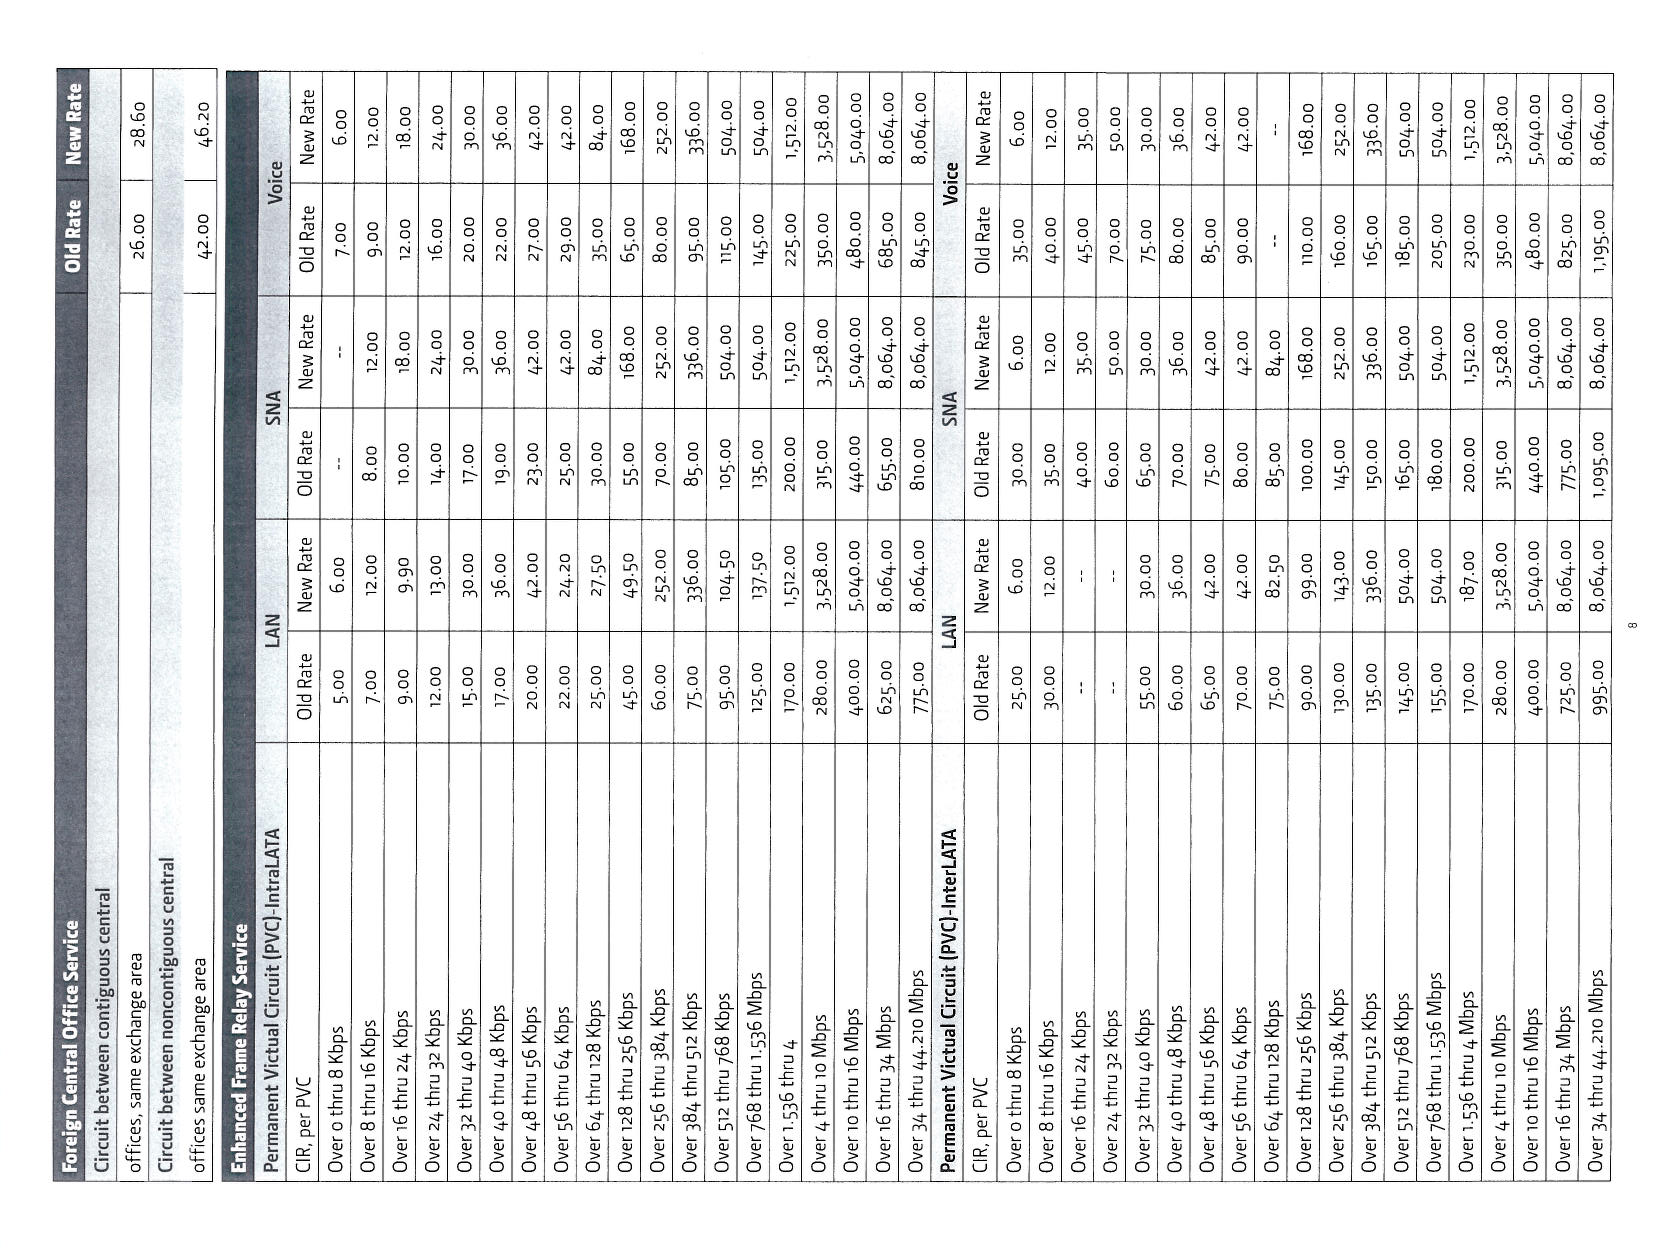 Foreign Central Office Service Old Rate New Rate
Circuit between contiguous central
offices, same exchange area 26.00 28.60
Circuit between noncontiguous central
offices same exchange area 42.00 46.20
Enhanced Frame Relay Service
Permanent Victual Circuit (PVC)-IntraLATA LAN SNA Voice
CIR, per PVC Old Rate New Rate Old Rate New Rate Old Rate New Rate
Over 0 thru 8 Kbps 5.00 6.00 -- -- 7.00 6.00
Over 8 thru 16 Kbps 7.00 12.00 8.00 12.00 9.00 12.00
Over 16 thru 24 Kbps 9.00 9.90 10.00 18.00 12.00 18.00
Over 24 thru 32 Kbps 12.00 13.00 14.00 24.00 16.00 24.00
Over 32 thru 40 Kbps 15.00 30.00 17.00 30.00 20.00 30.00
Over 40 thru 48 Kbps 17.00 36.00 19.00 36.00 22.00 36.00
Over 48 thru 56 Kbps 20.00 42.00 23.00 42.00 27.00 42.00
Over 56 thru 64 Kbps 22.00 24.20 25.00 42.00 29.00 42.00
Over 64 thru 128 Kbps 25.00 27.50 30.00 84.00 35.00 84.00
Over 128 thru 256 Kbps 45.00 49.50 55.00 168.00 65.00 168.00
Over 256 thru 384 Kbps 60.00 252.00 70.00 252.00 80.00 252.00
Over 384 thru 512 Kbps 75.00 336.00 85.00 336.00 95.00 336.00
Over 512 thru 768 Kbps 95.00 104.50 105.00 504.00 115.00 504.00
Over 768 thru 1.536 Mbps 125.00 137.50 135.00 504.00 145.00 504.00
Over 1.536 thru 4 170.00 1,512.00 200.00 1,512.00 225.00 1,512.00
Over 4 thru 10 Mbps 280.00 3,528.00 315.00 3,528.00 350.00 3,528.00
Over 10 thru 16 Mbps 400.00 5,040.00 440.00 5,040.00 480.00 5,040.00
Over 16 thru 34 Mbps 625.00 8,064.00 655.00 8,064.00 685.00 8,064.00
Over 34 thru 44.210 Mbps 775.00 8,064.00 810.00 8,064.00 845.00 8,064.00
Permanent Victual Circuit (PVC)-InterLATA LAN SNA Voice
CIR, per PVC Old Rate New Rate Old Rate New Rate Old Rate New Rate
Over 0 thru 8 Kbps 25.00 6.00 30.00 6.00 35.00 6.00
Over 8 thru 16 Kbps 30.00 12.00 35.00 12.00 40.00 12.00
Over 16 thru 24 Kbps -- -- 40.00 35.00 45.00 35.00
Over 24 thru 32 Kbps -- -- 60.00 50.00 70.00 50.00
Over 32 thru 40 Kbps 55.00 30.00 65.00 30.00 75.00 30.00
Over 40 thru 48 Kbps 60.00 36.00 70.00 36.00 80.00 36.00
Over 48 thru 56 Kbps 65.00 42.00 75.00 42.00 85.00 42.00
Over 56 thru 64 Kbps 70.00 42.00 80.00 42.00 90.00 42.00
Over 64 thru 128 Kbps 75.00 82.50 85.00 84.00 -- --
Over 128 thru 256 Kbps 90.00 99.00 100.00 168.00 110.00 168.00
Over 256 thru 384 Kbps 130.00 143.00 145.00 252.00 160.00 252.00
Over 384 thru 512 Kbps 135.00 336.00 150.00 336.00 165.00 336.00
Over 512 thru 768 Kbps 145.00 504.00 165.00 504.00 185.00 504.00
Over 768 thru 1.536 Mbps 155.00 504.00 180.00 504.00 205.00 504.00
Over 1.536 thru 4 Mbps 170.00 187.00 200.00 1,512.00 230.00 1,512.00
Over 4 thru 10 Mbps 280.00 3,528.00 315.00 3,528.00 350.00 3,528.00
Over 10 thru 16 Mbps 400.00 5,040.00 440.00 5,040.00 480.00 5,040.00
Over 16 thru 34 Mbps 725.00 8,064.00 775.00 8,064.00 825.00 8,064.00
Over 34 thru 44.210 Mbps 995.00 8,064.00 1,095.00 8,064.00 1,195.00 8,064.00
8